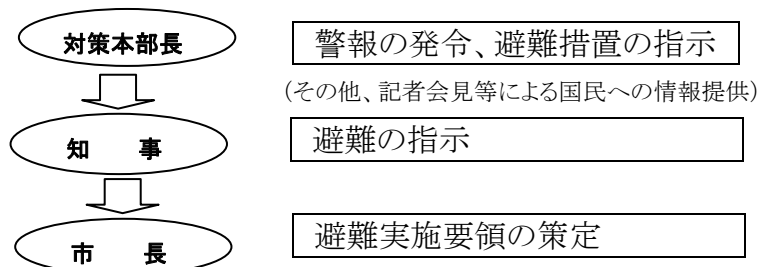 対策本部長 警報の発令、避難措置の指示
(その他、記者会見等による国民への情報提供)
知　事 避難の指示
市　長 避難実施要領の策定